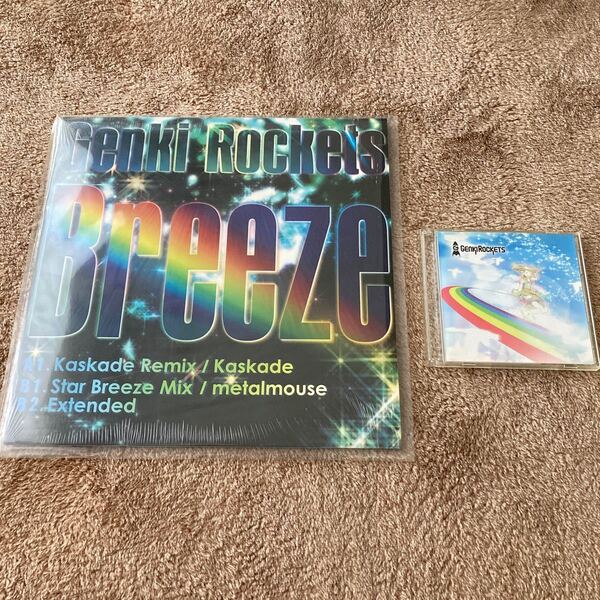 Genki Rockets
Breeze
A1. Kaskade Remix / Kaskade
B1. Star Breeze Mix / metalmouse
B2. Extended
GENKIROCKETS